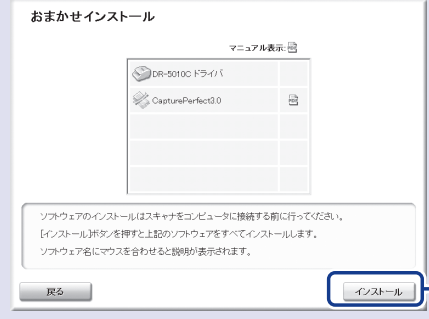 おまかせインストール
マニュアル表示:
DR-5010C ドライバ
CapturePerfect3.0
ソフトウェアのインストールはスキャナをコンピュータに接続する前に行ってください。
[インストール]ボタンを押すと上記のソフトウェアをすべてインストールします。
ソフトウェア名にマウスを合わせると説明が表示されます。
戻る
インストール